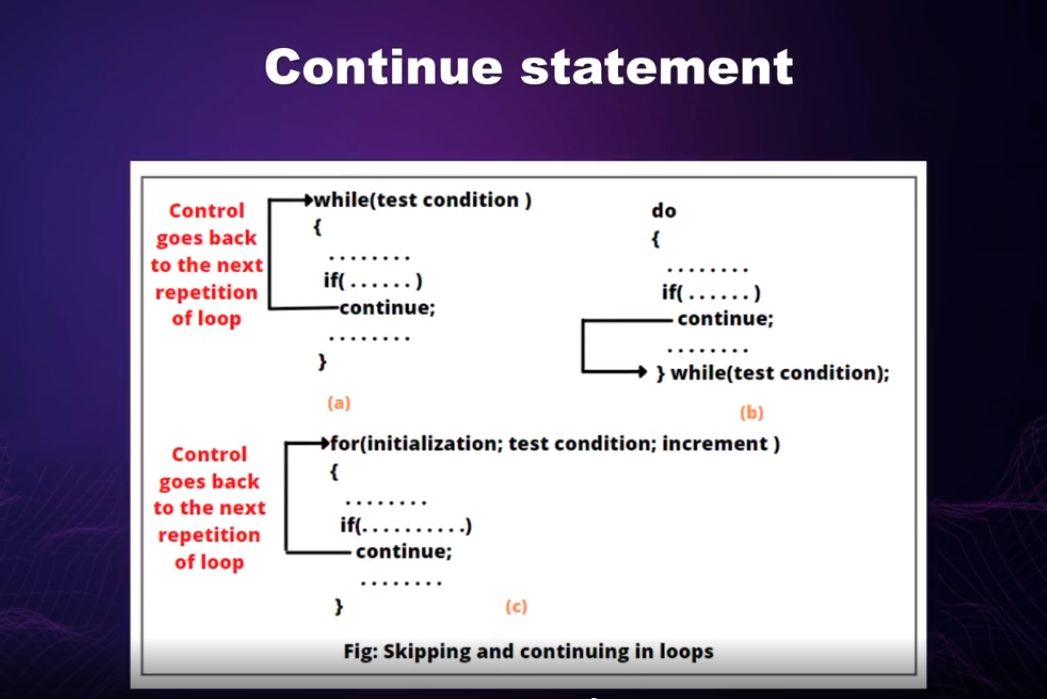 Continue statement
Control
goes back
to the next
repetition
of loop
while(test condition )
{
. . . . . . . .
if( . . . . . . )
continue;
. . . . . . . .
}
(a)
do
{
. . . . . . . .
if( . . . . . . )
continue;
. . . . . . . .
} while(test condition);
(b)
Control
goes back
to the next
repetition
of loop
for(initialization; test condition; increment )
{
. . . . . . . .
if(. . . . . . . . . .)
continue;
. . . . . . . .
}
(c)
Fig: Skipping and continuing in loops